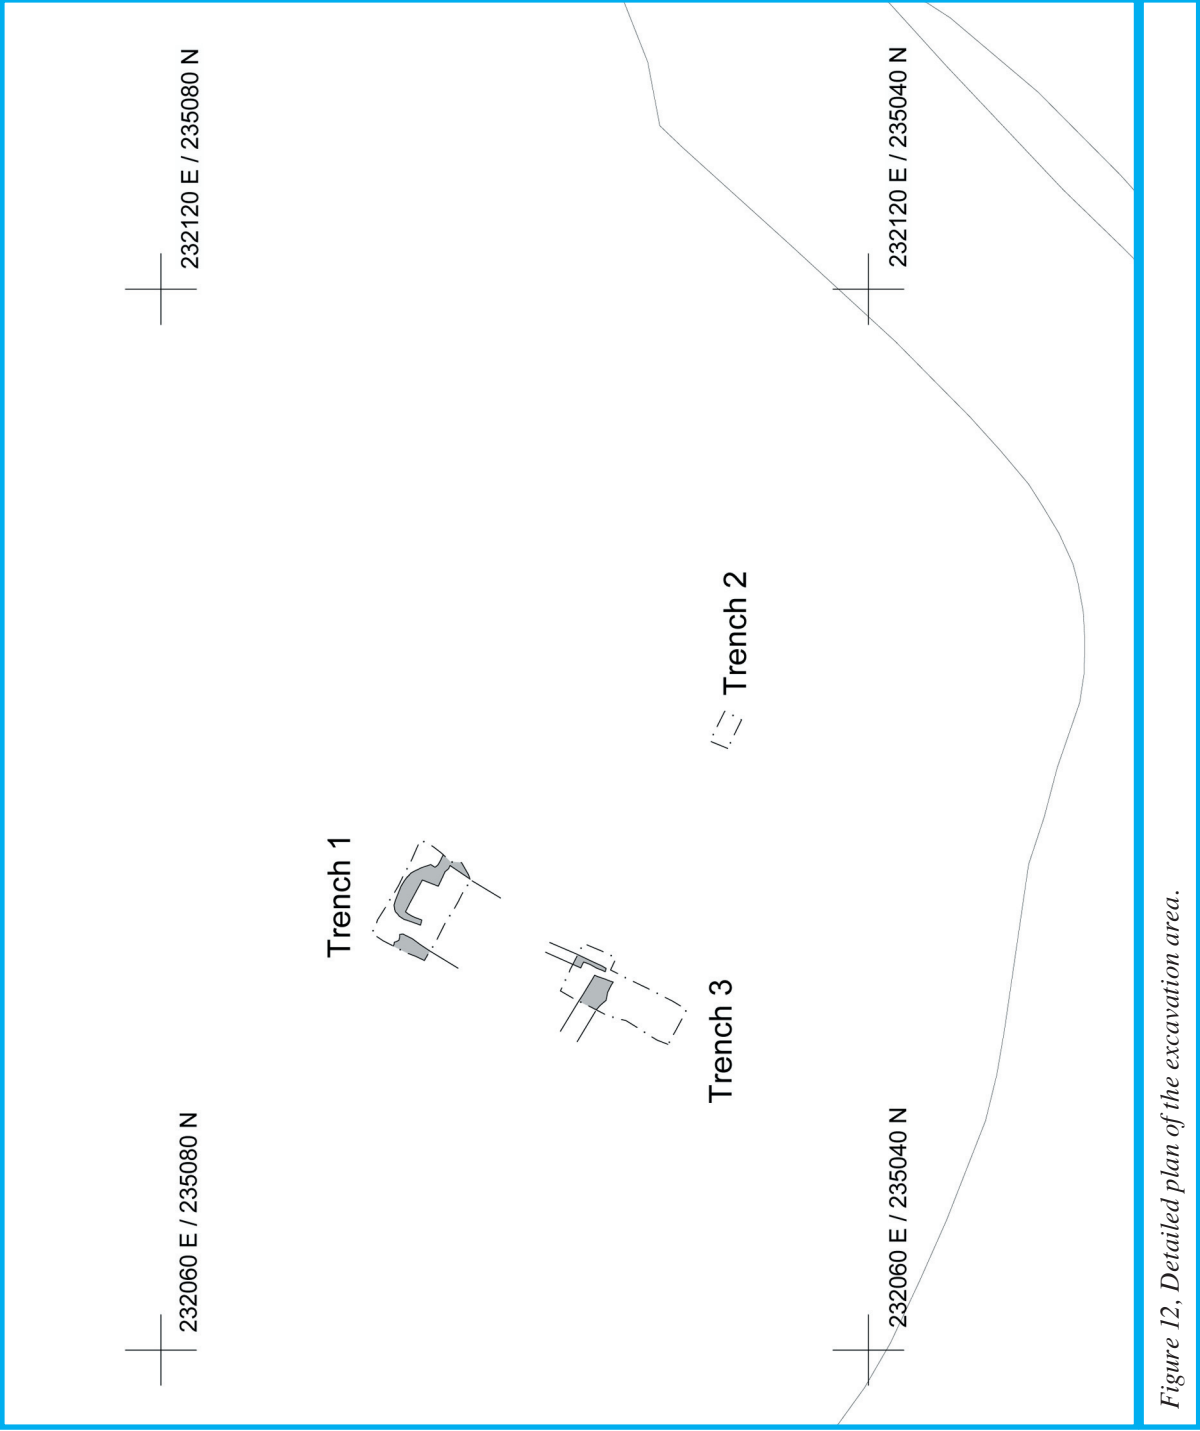 232060 E / 235080 N
232120 E / 235080 N
Trench 1
Trench 3
Trench 2
232060 E / 235040 N
232120 E / 235040 N
Figure 12, Detailed plan of the excavation area.